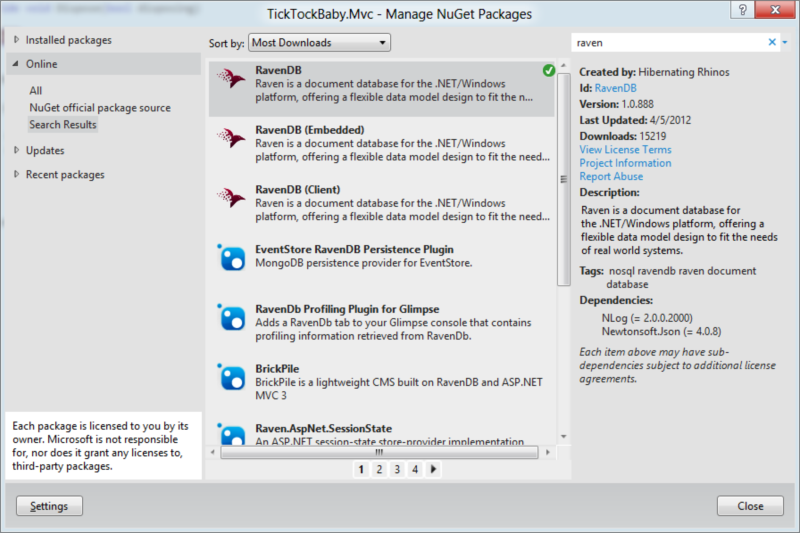 TickTockBaby.Mvc - Manage NuGet Packages
Installed packages
Online
All
NuGet official package source
Search Results
Updates
Recent packages
Each package is licensed to you by its
owner. Microsoft is not responsible
for, nor does it grant any licenses to,
third-party packages.
Settings
Sort by: Most Downloads
RavenDB
Raven is a document database for the .NET/Windows
platform, offering a flexible data model design to fit the n...
RavenDB (Embedded)
Raven is a document database for the .NET/Windows
platform, offering a flexible data model design to fit the need...
RavenDB (Client)
Raven is a document database for the .NET/Windows
platform, offering a flexible data model design to fit the need...
EventStore RavenDB Persistence Plugin
MongoDB persistence provider for EventStore.
RavenDb Profiling Plugin for Glimpse
Adds a RavenDb tab to your Glimpse console that contains
profiling information retrieved from RavenDb.
BrickPile
BrickPile is a lightweight CMS built on RavenDB and ASP.NET
MVC 3
Raven.AspNet.SessionState
An ASP.NET session-state store-provider implementation
1 2 3 4
raven
Created by: Hibernating Rhinos
Id: RavenDB
Version: 1.0.888
Last Updated: 4/5/2012
Downloads: 15219
View License Terms
Project Information
Report Abuse
Description:
Raven is a document database for
the .NET/Windows platform, offering a
flexible data model design to fit the needs
of real world systems.
Tags: nosql ravendb raven document
database
Dependencies:
NLog (= 2.0.0.2000)
Newtonsoft.Json (= 4.0.8)
Each item above may have sub-
dependencies subject to additional license
agreements.
Close